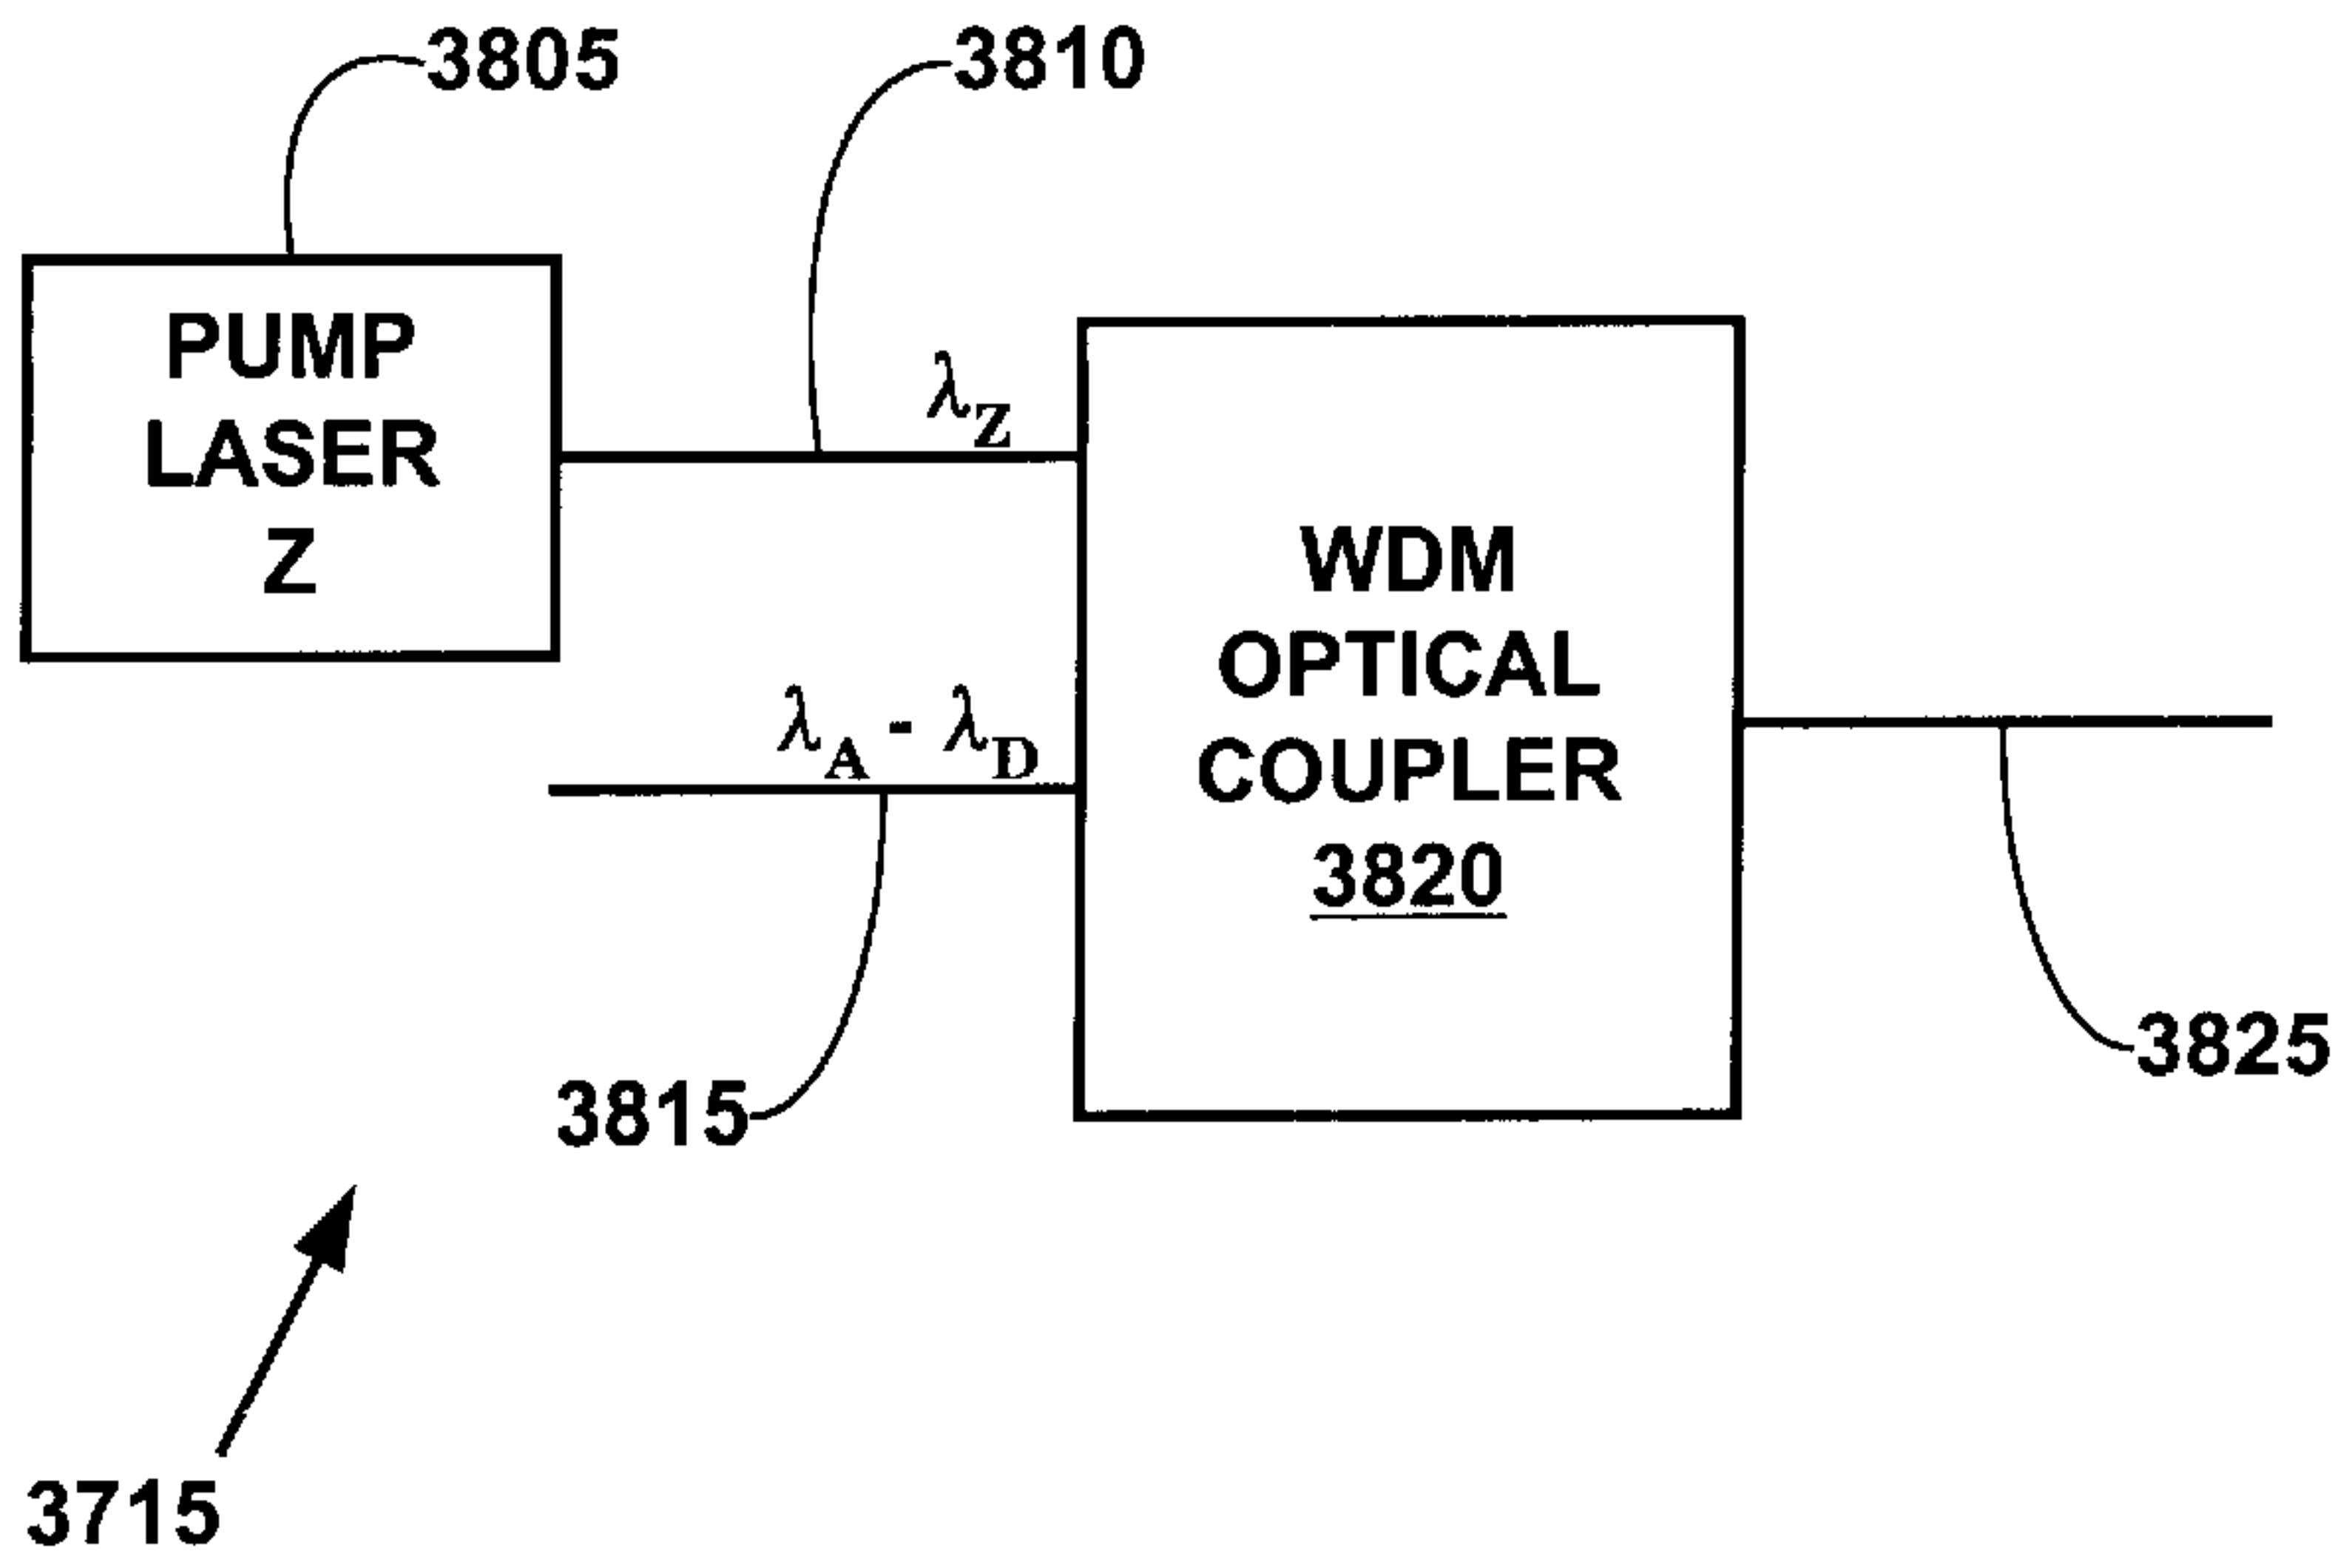 3805
3810
PUMP
LASER
Z
λZ
WDM
OPTICAL
COUPLER
3820
λA - λD
3825
3815
3715